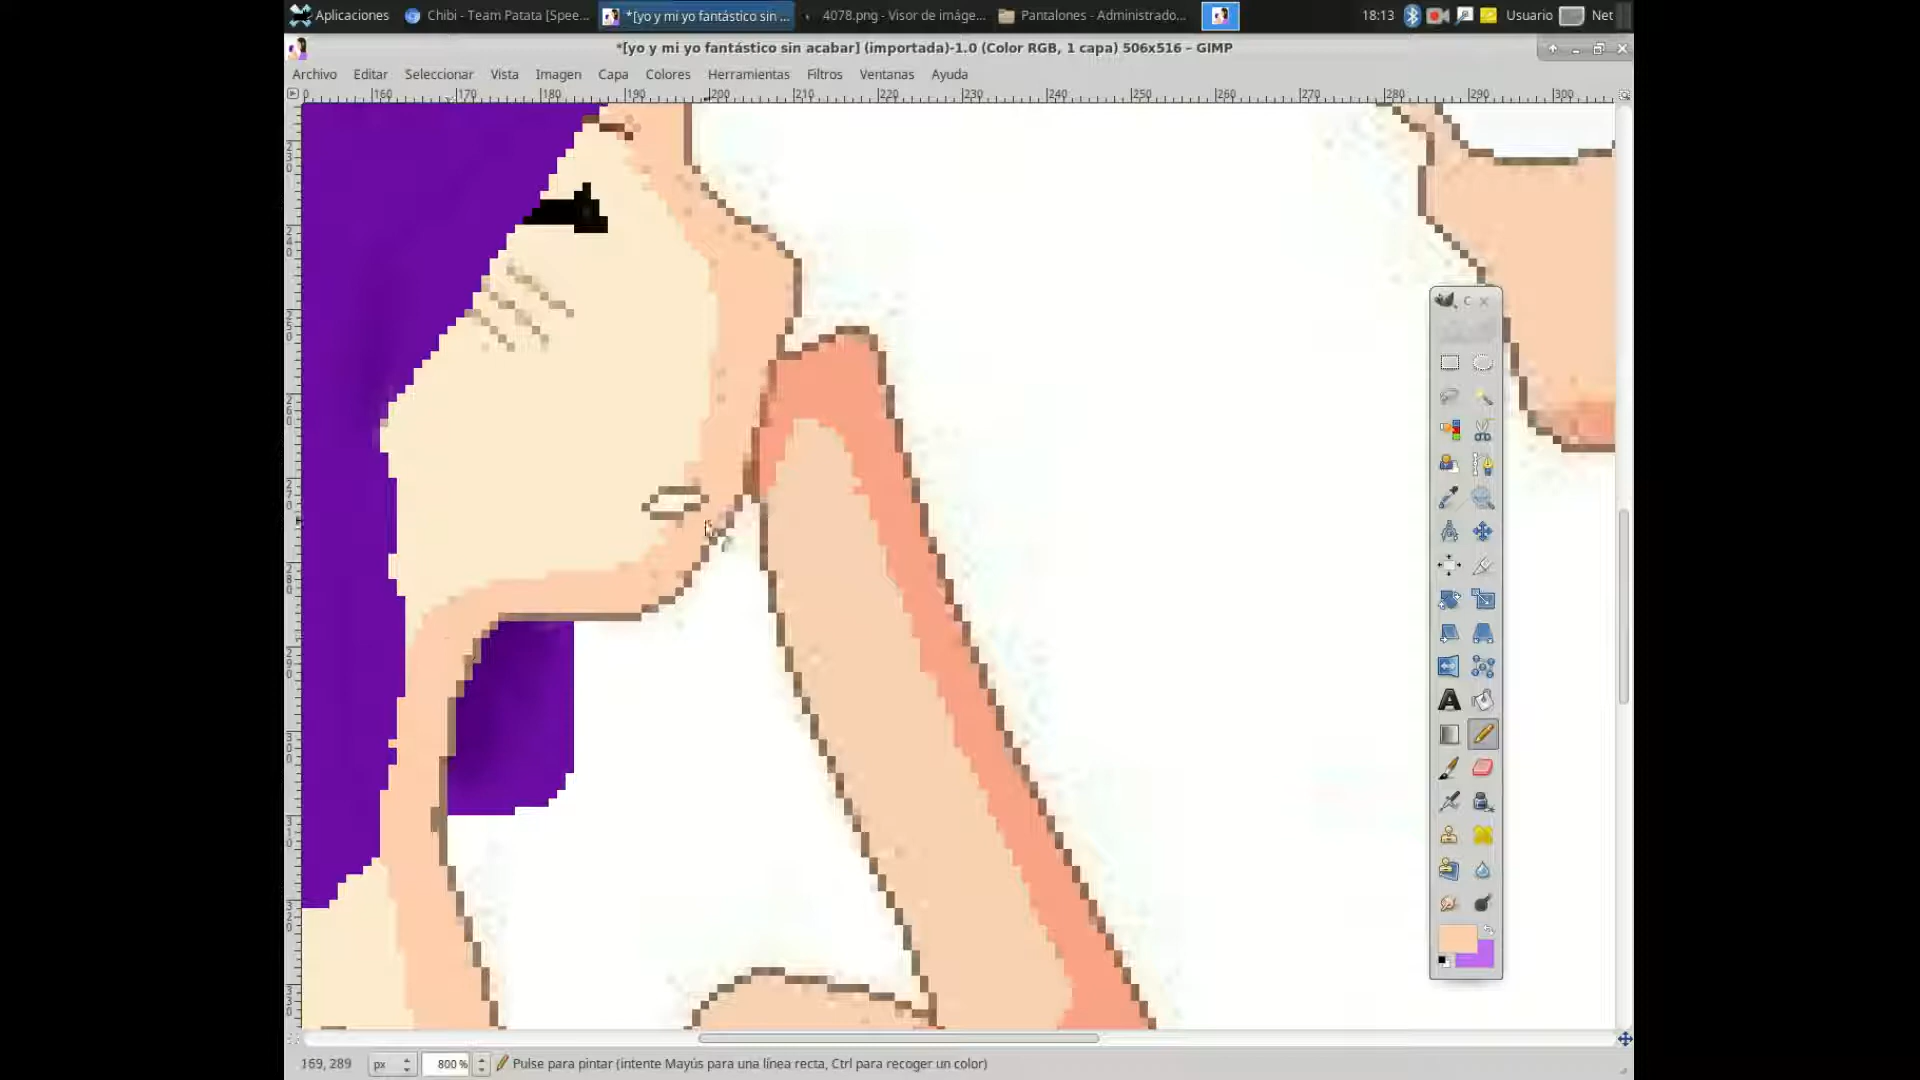 Aplicaciones
Chibi - Team Patata [Spee...
*[yo y mi yo fantástico sin ...
4078.png - Visor de imáge...
Pantalones - Administrado...
18:13
Usuario
Net
*[yo y mi yo fantástico sin acabar] (importada)-1.0 (Color RGB, 1 capa) 506x516 – GIMP
Archivo Editar Seleccionar Vista Imagen Capa Colores Herramientas Filtros Ventanas Ayuda
0 160 170 180 190 200 210 220 230 240 250 260 270 280 290 300
C
169, 289 px 800 % Pulse para pintar (intente Mayús para una línea recta, Ctrl para recoger un color)